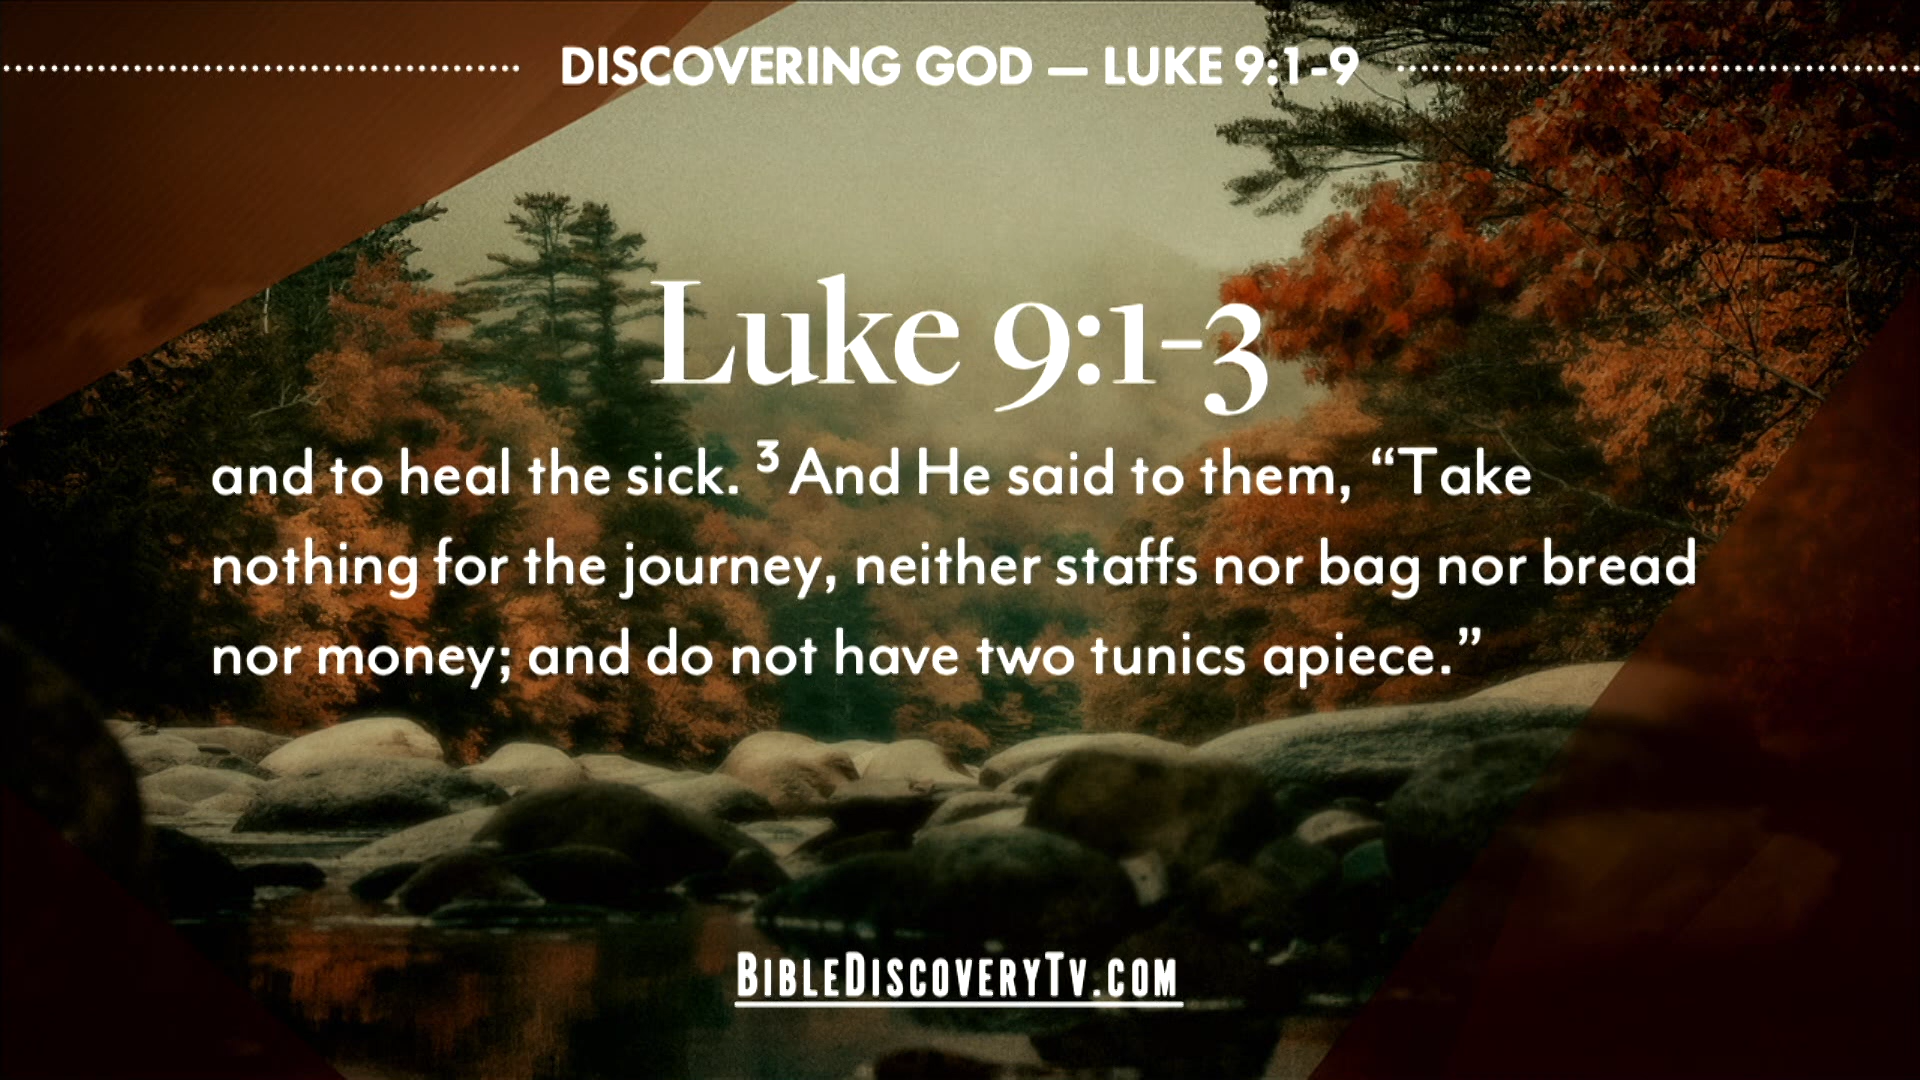 DISCOVERING GOD — LUKE 9:1-9
Luke 9:1-3
and to heal the sick. ³ And He said to them, “Take
nothing for the journey, neither staffs nor bag nor bread
nor money; and do not have two tunics apiece.”
BIBLEDISCOVERYTV.COM